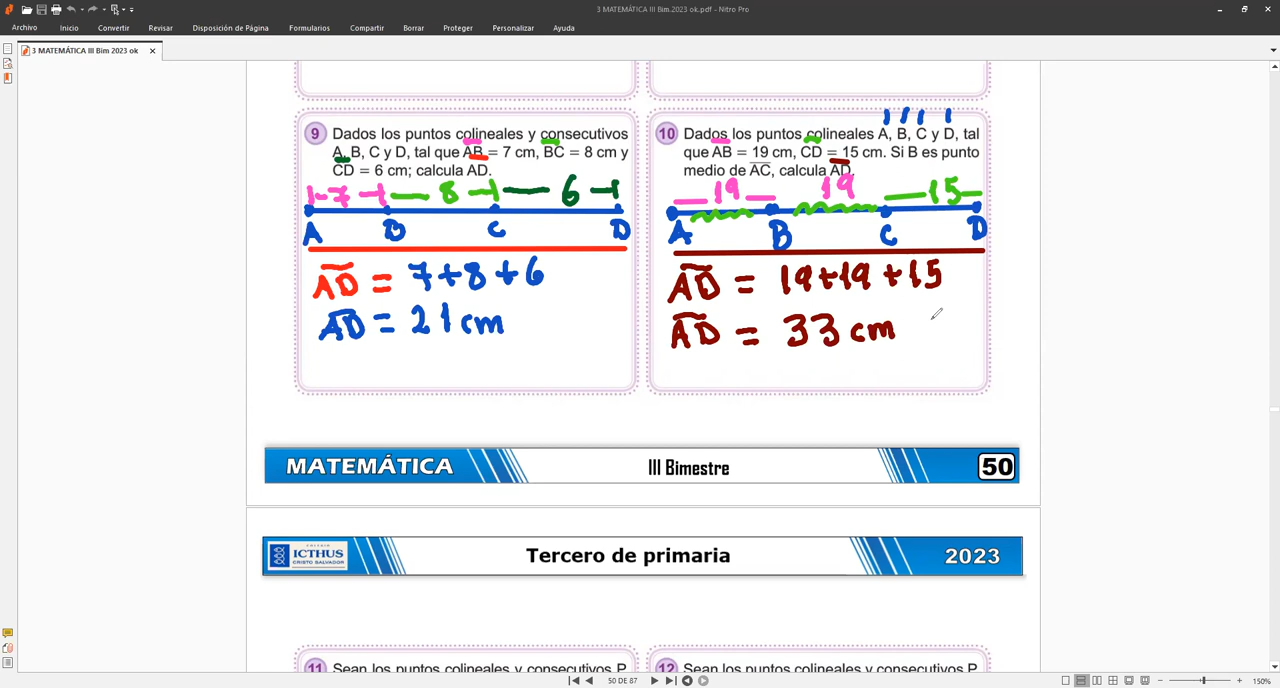 3 MATEMÁTICA III Bim.2023 ok.pdf - Nitro Pro
Archivo Inicio Convertir Revisar Disposición de Página Formularios Compartir Borrar Proteger Personalizar Ayuda
3 MATEMÁTICA III Bim 2023 ok
9 Dados los puntos colineales y consecutivos
A, B, C y D, tal que AB = 7 cm, BC = 8 cm y
CD = 6 cm; calcula AD.
7 8 6
A B C D
AD = 7+8+6
AD = 21 cm
10 Dados los puntos colineales A, B, C y D, tal
que AB = 19 cm, CD = 15 cm. Si B es punto
medio de AC, calcula AD.
19 19 15
A B C D
AD = 19+19+15
AD = 33 cm
MATEMÁTICA III Bimestre 50
COLEGIO
ICTHUS
CRISTO SALVADOR
Tercero de primaria 2023
11 Sean los puntos colineales y consecutivos P,
12 Sean los puntos colineales y consecutivos P,
50 DE 87
150%